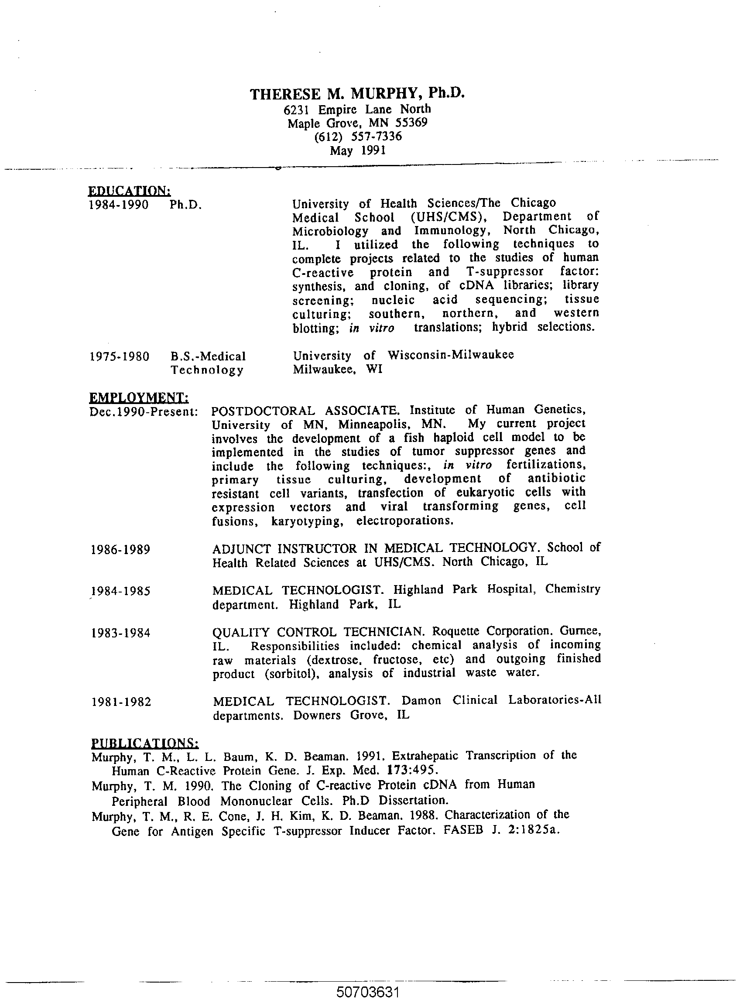 THERESE M. MURPHY, Ph.D.
6231 Empire Lane North
Maple Grove, MN 55369
(612) 557-7336
May 1991
EDUCATION:
1984-1990 Ph.D. University of Health Sciences/The Chicago
Medical School (UHS/CMS), Department of
Microbiology and Immunology, North Chicago,
IL. I utilized the following techniques to
complete projects related to the studies of human
C-reactive protein and T-suppressor factor:
synthesis, and cloning, of cDNA libraries; library
screening; nucleic acid sequencing; tissue
culturing; southern, northern, and western
blotting; in vitro translations; hybrid selections.
1975-1980 B.S.-Medical University of Wisconsin-Milwaukee
Technology Milwaukee, WI
EMPLOYMENT:
Dec.1990-Present: POSTDOCTORAL ASSOCIATE. Institute of Human Genetics,
University of MN, Minneapolis, MN. My current project
involves the development of a fish haploid cell model to be
implemented in the studies of tumor suppressor genes and
include the following techniques:, in vitro fertilizations,
primary tissue culturing, development of antibiotic
resistant cell variants, transfection of eukaryotic cells with
expression vectors and viral transforming genes, cell
fusions, karyotyping, electroporations.
1986-1989 ADJUNCT INSTRUCTOR IN MEDICAL TECHNOLOGY. School of
Health Related Sciences at UHS/CMS. North Chicago, IL
1984-1985 MEDICAL TECHNOLOGIST. Highland Park Hospital, Chemistry
department. Highland Park, IL
1983-1984 QUALITY CONTROL TECHNICIAN. Roquette Corporation. Gurnee,
IL. Responsibilities included: chemical analysis of incoming
raw materials (dextrose, fructose, etc) and outgoing finished
product (sorbitol), analysis of industrial waste water.
1981-1982 MEDICAL TECHNOLOGIST. Damon Clinical Laboratories-All
departments. Downers Grove, IL
PUBLICATIONS:
Murphy, T. M., L. L. Baum, K. D. Beaman. 1991. Extrahepatic Transcription of the
Human C-Reactive Protein Gene. J. Exp. Med. 173:495.
Murphy, T. M. 1990. The Cloning of C-reactive Protein cDNA from Human
Peripheral Blood Mononuclear Cells. Ph.D Dissertation.
Murphy, T. M., R. E. Cone, J. H. Kim, K. D. Beaman. 1988. Characterization of the
Gene for Antigen Specific T-suppressor Inducer Factor. FASEB J. 2:1825a.
50703631